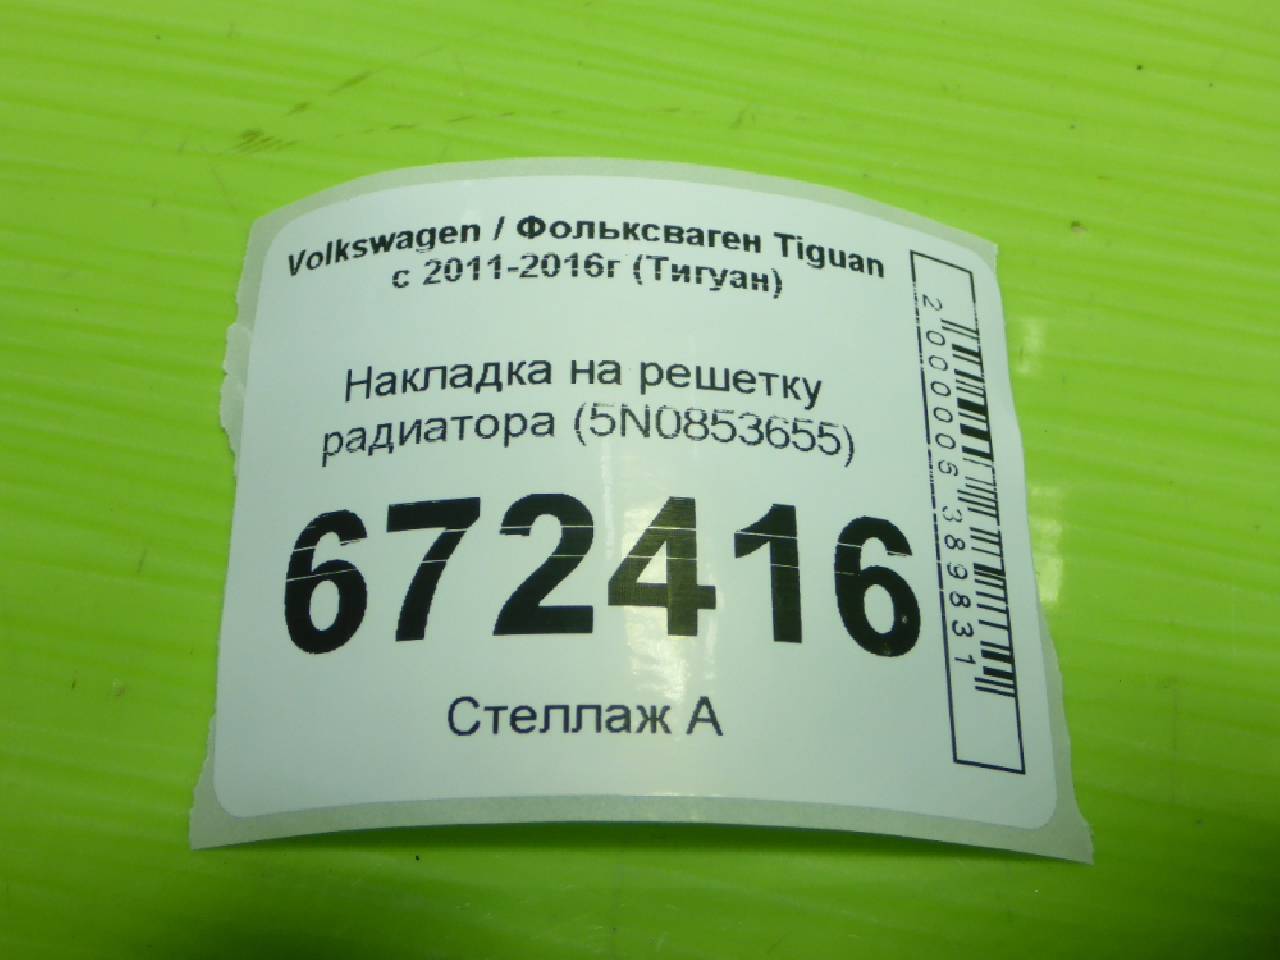 Volkswagen / Фольксваген Tiguan
с 2011-2016г (Тигуан)
Накладка на решетку
радиатора (5N0853655)
672416
Стеллаж А
2000006389831